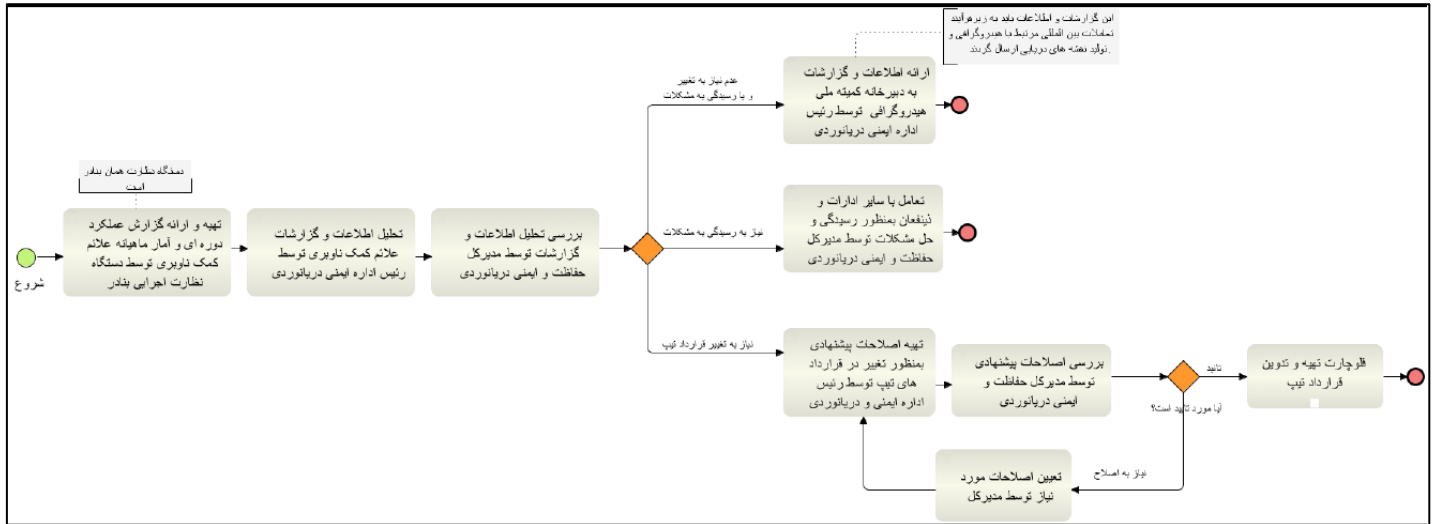 این گزارشات و اطلاعات باید به زیرفرآیند
تعاملات بین المللی مرتبط با هیدروگرافی و
تولید نقشه های دریایی ارسال گردند.
ارائه اطلاعات و گزارشات
به دبیرخانه کمیته ملی
هیدروگرافی توسط رئیس
اداره ایمنی دریانوردی
عدم نیاز به تغییر
و یا رسیدگی به مشکلات
دستگاه نظارت همان بنادر
است
شروع
تهیه و ارائه گزارش عملکرد
دوره ای و آمار ماهیانه علائم
کمک ناوبری توسط دستگاه
نظارت اجرایی بنادر
تحلیل اطلاعات و گزارشات
علائم کمک ناوبری توسط
رئیس اداره ایمنی دریانوردی
بررسی تحلیل اطلاعات و
گزارشات توسط مدیرکل
حفاظت و ایمنی دریانوردی
نیاز به رسیدگی به مشکلات
تعامل با سایر ادارات و
ذینفعان بمنظور رسیدگی و
حل مشکلات توسط مدیرکل
حفاظت و ایمنی دریانوردی
نیاز به تغییر قرارداد تیپ
تهیه اصلاحات پیشنهادی
بمنظور تغییر در قرارداد
های تیپ توسط رئیس
اداره ایمنی و دریانوردی
بررسی اصلاحات پیشنهادی
توسط مدیرکل حفاظت و
ایمنی دریانوردی
آیا مورد تایید است؟
تائید
فلوچارت تهیه و تدوین
قرارداد تیپ
نیاز به اصلاح
تعیین اصلاحات مورد
نیاز توسط مدیرکل